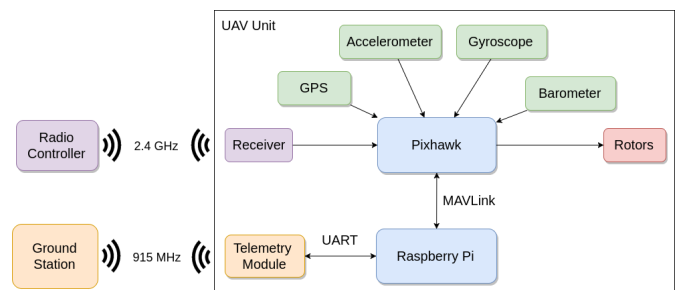 UAV Unit
Accelerometer
Gyroscope
GPS
Barometer
Radio
Controller
2.4 GHz
Receiver
Pixhawk
Rotors
MAVLink
Ground
Station
915 MHz
Telemetry
Module
UART
Raspberry Pi